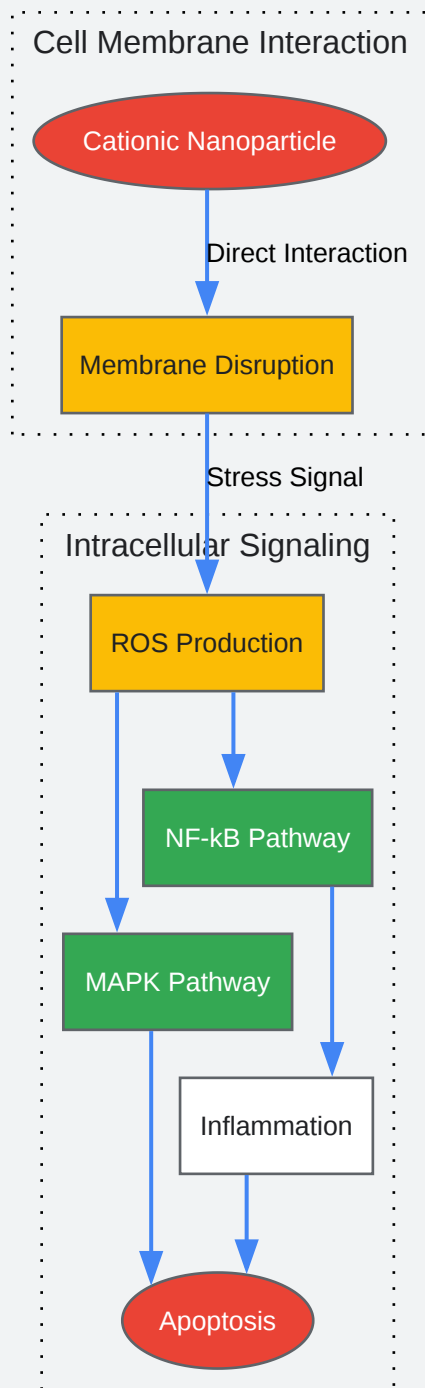 Cell Membrane Interaction
Cationic Nanoparticle
Direct Interaction
Membrane Disruption
Stress Signal
Intracellular Signaling
ROS Production
NF-kB Pathway
MAPK Pathway
Inflammation
Apoptosis